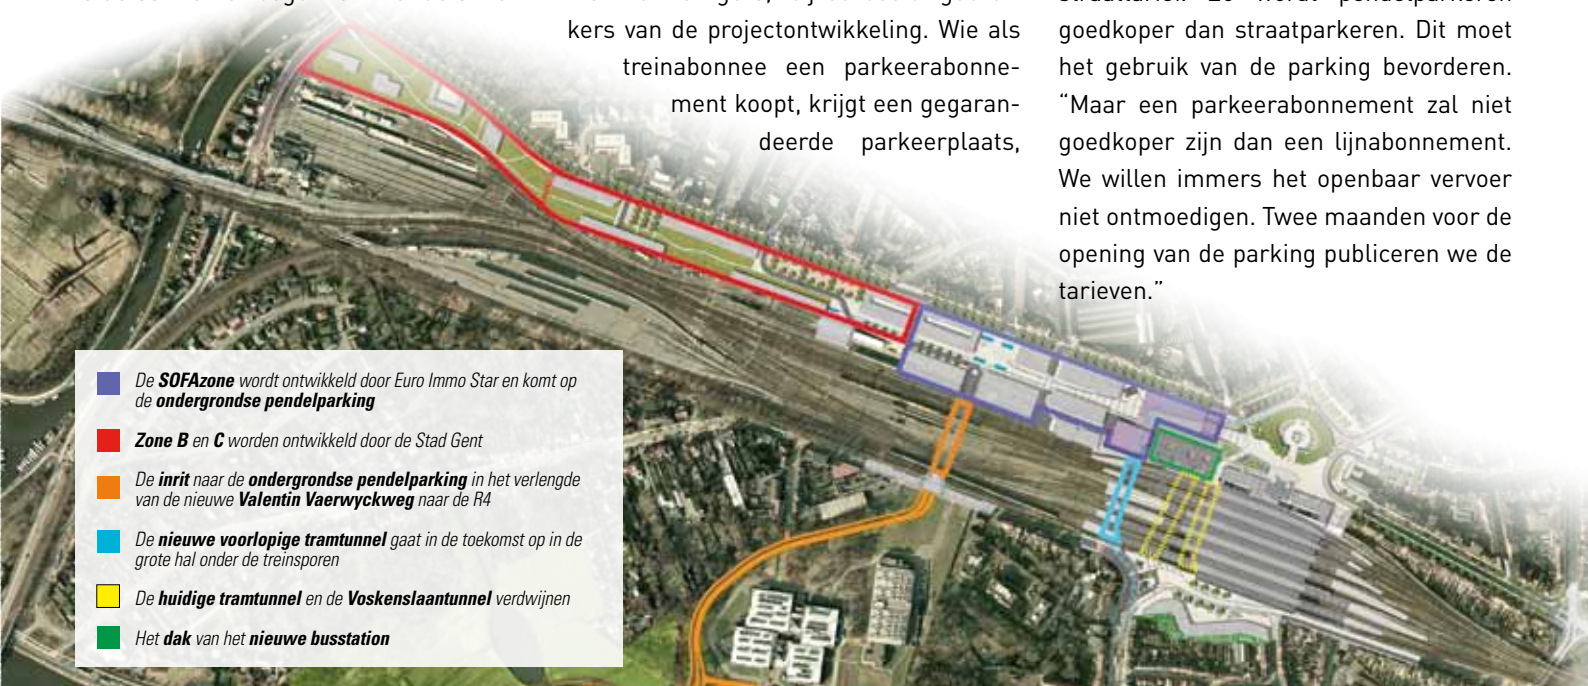 kers van de projectontwikkeling. Wie als
treinabonnee een parkeerabonne-
ment koopt, krijgt een gegaran-
deerde parkeerplaats,
goedkoper dan straatparkeren. Dit moet
het gebruik van de parking bevorderen.
“Maar een parkeerabonnement zal niet
goedkoper zijn dan een lijnabonnement.
We willen immers het openbaar vervoer
niet ontmoedigen. Twee maanden voor de
opening van de parking publiceren we de
tarieven.”
De SOFAzone wordt ontwikkeld door Euro Immo Star en komt op
de ondergrondse pendelparking
Zone B en C worden ontwikkeld door de Stad Gent
De inrit naar de ondergrondse pendelparking in het verlengde
van de nieuwe Valentin Vaerwyckweg naar de R4
De nieuwe voorlopige tramtunnel gaat in de toekomst op in de
grote hal onder de treinsporen
De huidige tramtunnel en de Voskenslaantunnel verdwijnen
Het dak van het nieuwe busstation